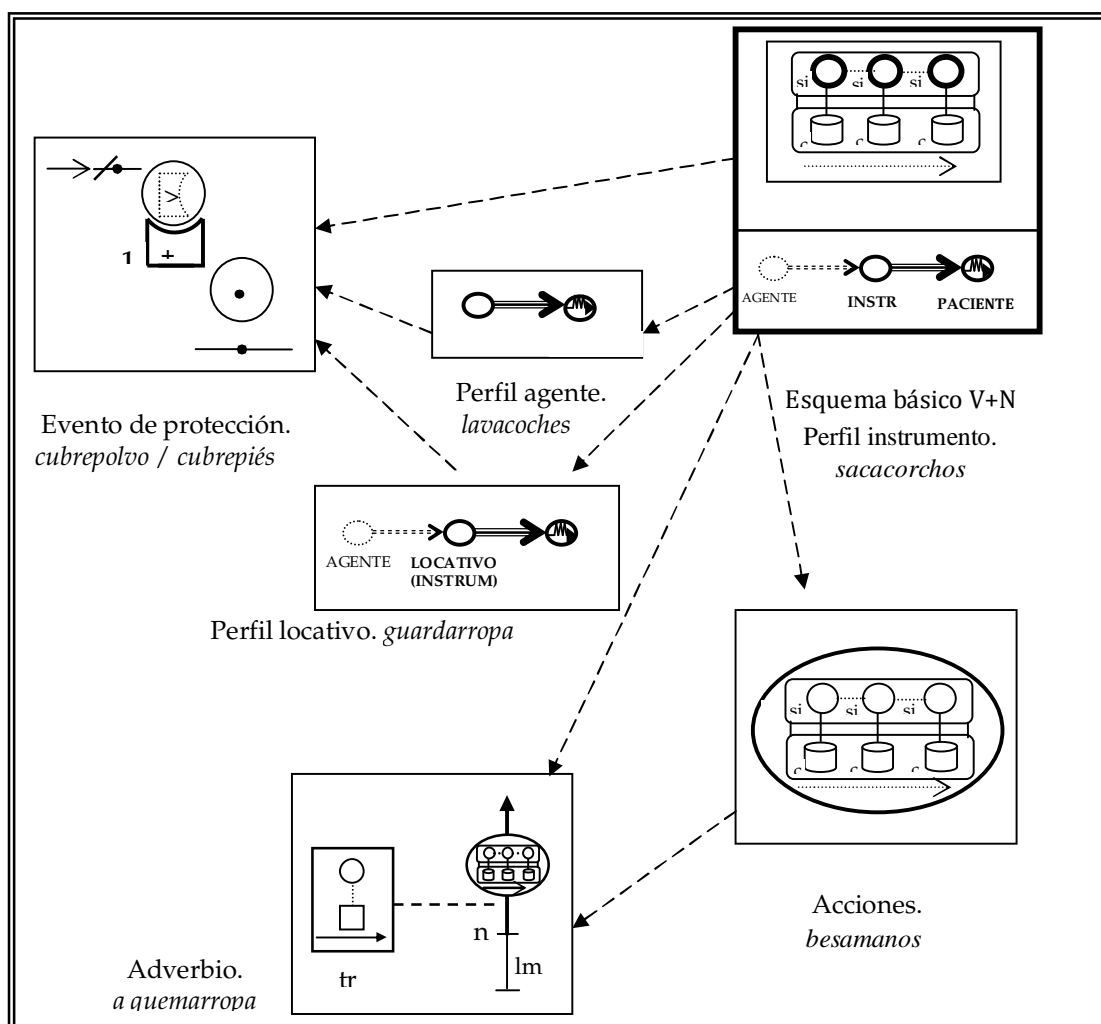 si si si
c c c
AGENTE INSTR PACIENTE
1 +
Esquema básico V+N
Perfil instrumento.
sacacorchos
Perfil agente.
lavacoches
Evento de protección.
cubrepolvo / cubrepiés
AGENTE LOCATIVO
(INSTRUM)
Perfil locativo. guardarropa
si si si
c c c
Acciones.
besamanos
n
lm
tr
Adverbio.
a quemarropa